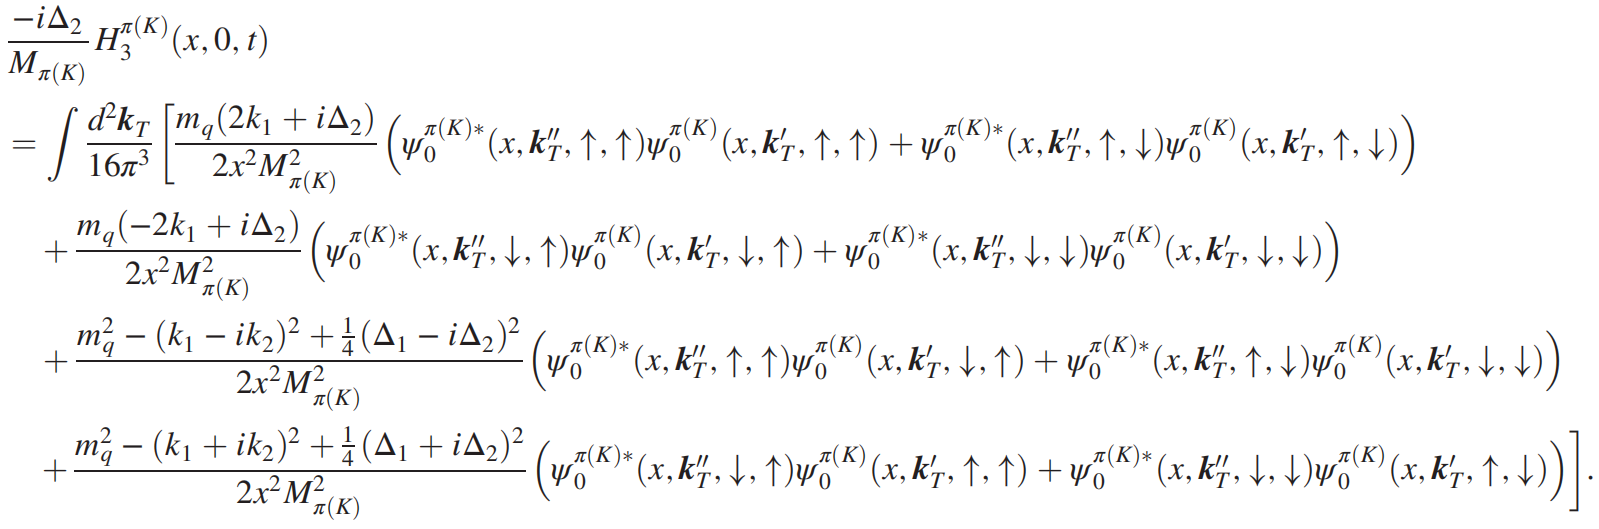 \frac{-i\Delta_2}{M_{\pi(K)}} H_3^{\pi(K)}(x,0,t)
= \int \frac{d^2\boldsymbol{k}_T}{16\pi^3} \left[ \frac{m_q(2k_1+i\Delta_2)}{2x^2M_{\pi(K)}^2} \left( \psi_0^{\pi(K)*}(x,\boldsymbol{k}_T'',\uparrow,\uparrow)\psi_0^{\pi(K)}(x,\boldsymbol{k}_T',\uparrow,\uparrow) + \psi_0^{\pi(K)*}(x,\boldsymbol{k}_T'',\uparrow,\downarrow)\psi_0^{\pi(K)}(x,\boldsymbol{k}_T',\uparrow,\downarrow) \right) \right.
+ \frac{m_q(-2k_1+i\Delta_2)}{2x^2M_{\pi(K)}^2} \left( \psi_0^{\pi(K)*}(x,\boldsymbol{k}_T'',\downarrow,\uparrow)\psi_0^{\pi(K)}(x,\boldsymbol{k}_T',\downarrow,\uparrow) + \psi_0^{\pi(K)*}(x,\boldsymbol{k}_T'',\downarrow,\downarrow)\psi_0^{\pi(K)}(x,\boldsymbol{k}_T',\downarrow,\downarrow) \right)
+ \frac{m_q^2-(k_1-ik_2)^2+\frac{1}{4}(\Delta_1-i\Delta_2)^2}{2x^2M_{\pi(K)}^2} \left( \psi_0^{\pi(K)*}(x,\boldsymbol{k}_T'',\uparrow,\uparrow)\psi_0^{\pi(K)}(x,\boldsymbol{k}_T',\downarrow,\uparrow) + \psi_0^{\pi(K)*}(x,\boldsymbol{k}_T'',\uparrow,\downarrow)\psi_0^{\pi(K)}(x,\boldsymbol{k}_T',\downarrow,\downarrow) \right)
+ \left. \frac{m_q^2-(k_1+ik_2)^2+\frac{1}{4}(\Delta_1+i\Delta_2)^2}{2x^2M_{\pi(K)}^2} \left( \psi_0^{\pi(K)*}(x,\boldsymbol{k}_T'',\downarrow,\uparrow)\psi_0^{\pi(K)}(x,\boldsymbol{k}_T',\uparrow,\uparrow) + \psi_0^{\pi(K)*}(x,\boldsymbol{k}_T'',\downarrow,\downarrow)\psi_0^{\pi(K)}(x,\boldsymbol{k}_T',\uparrow,\downarrow) \right) \right].